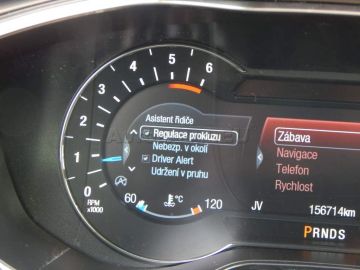 6
5
4
3
2
1
0
RPM
x1000
Asistent řidiče
Regulace prokluzu
Nebezp. v okolí
Driver Alert
Udržení v pruhu
60
°C
120
Zábava
Navigace
Telefon
Rychlost
JV
156714km
PRNDS